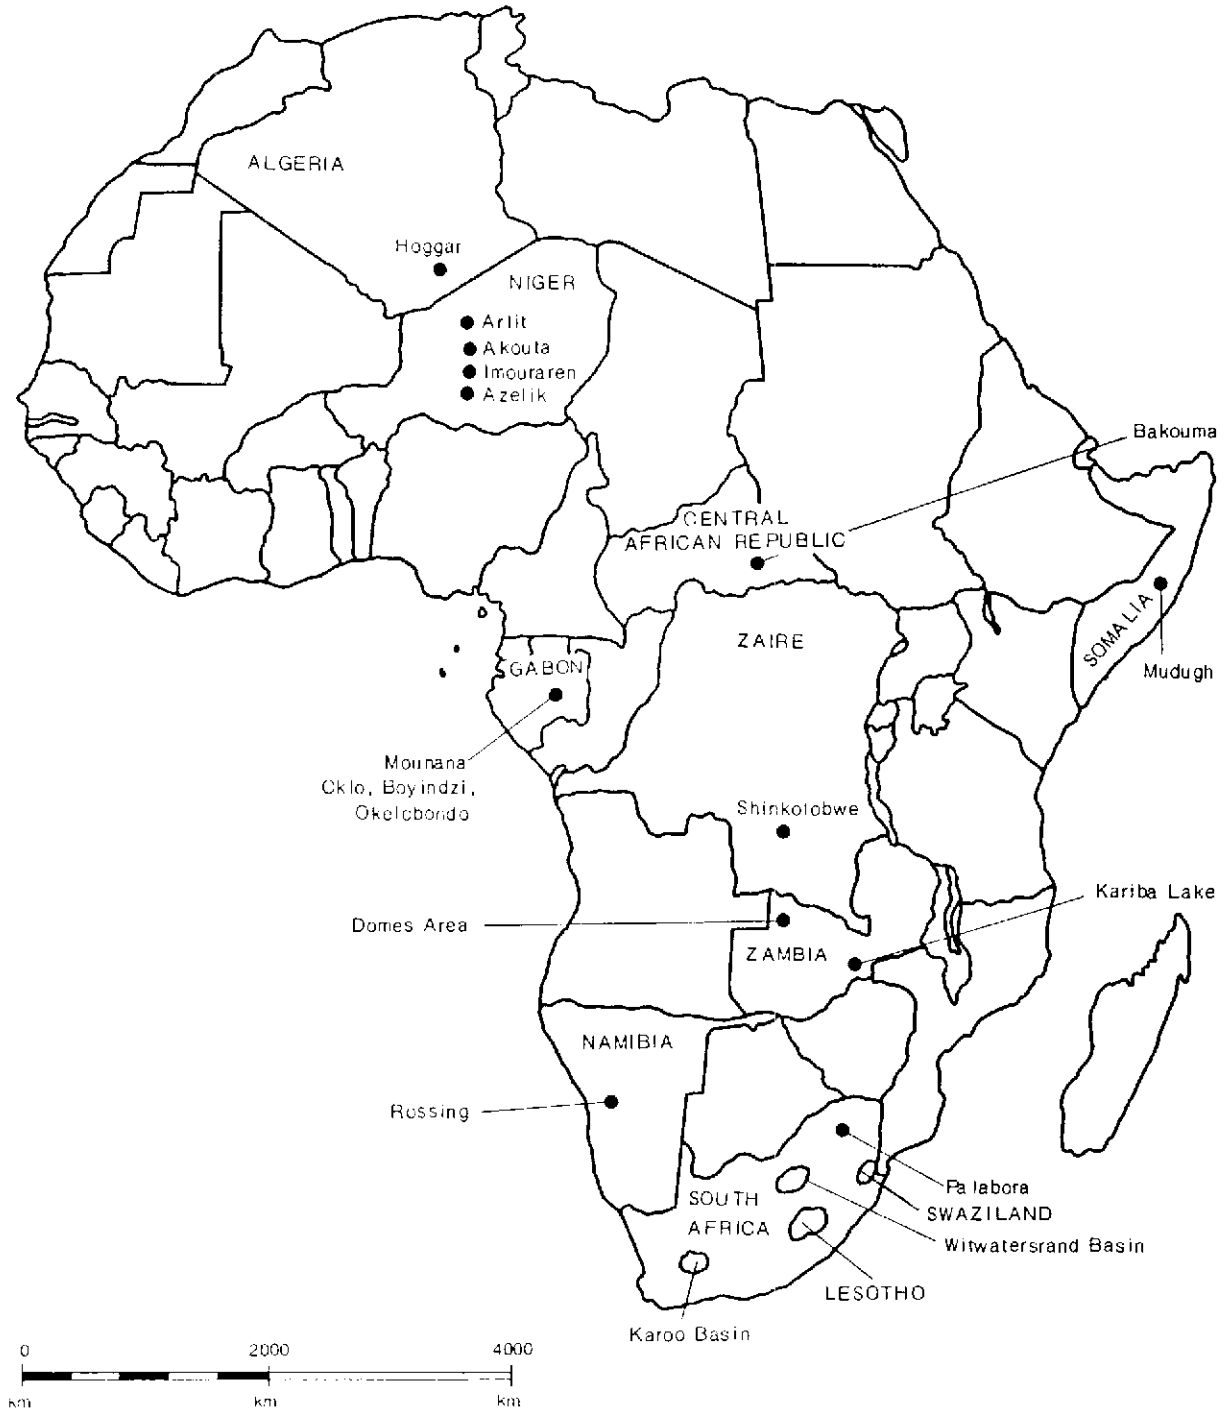 ALGERIA
Hoggar
NIGER
Arlit
Akouta
Imouraren
Azelik
Bakouma
CENTRAL
AFRICAN REPUBLIC
SOMALIA
Mudugh
ZAIRE
GABON
Mounana
Oklo, Boyindzi,
Okelobondo
Shinkolobwe
Kariba Lake
Domes Area
ZAMBIA
NAMIBIA
Rossing
Palabora
SWAZILAND
SOUTH
AFRICA
Witwatersrand Basin
LESOTHO
Karoo Basin
0 2000 4000
km km km